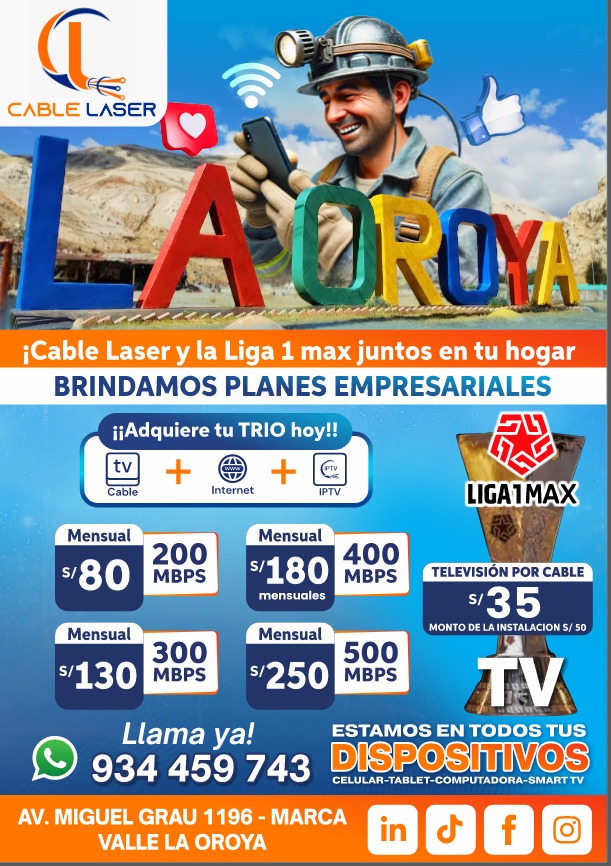 CABLE LASER
LA OROYA
¡Cable Laser y la Liga 1 max juntos en tu hogar
BRINDAMOS PLANES EMPRESARIALES
¡¡Adquiere tu TRIO hoy!!
tv
Cable
+
www
Internet
+
IPTV
IPTV
LIGA1MAX
Mensual
S/80
200
MBPS
Mensual
S/180
mensuales
400
MBPS
Mensual
S/130
300
MBPS
Mensual
S/250
500
MBPS
TELEVISIÓN POR CABLE
S/35
MONTO DE LA INSTALACION S/ 50
TV
Llama ya!
934 459 743
ESTAMOS EN TODOS TUS
DISPOSITIVOS
CELULAR-TABLET-COMPUTADORA-SMART TV
AV. MIGUEL GRAU 1196 - MARCA
VALLE LA OROYA
in
f